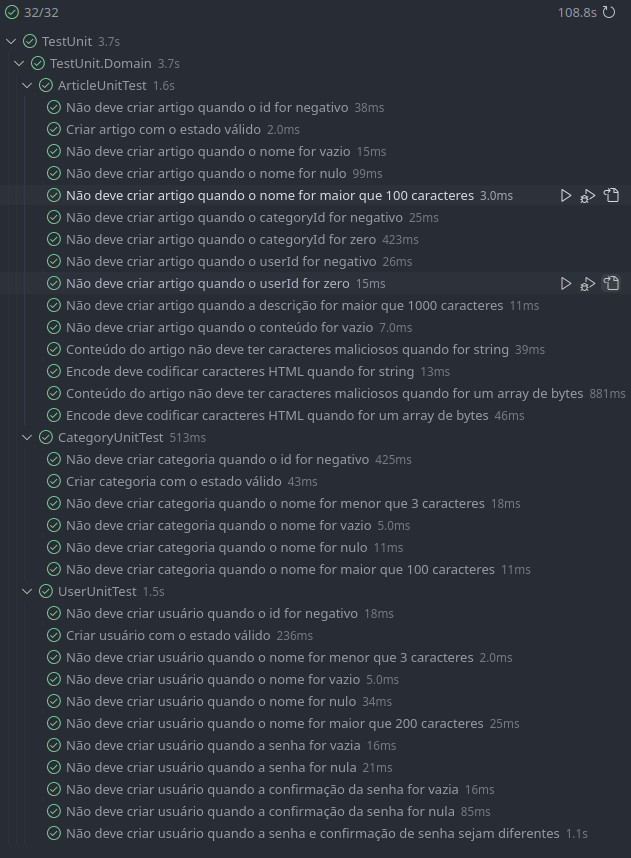 32/32 108.8s
TestUnit 3.7s
TestUnit.Domain 3.7s
ArticleUnitTest 1.6s
Não deve criar artigo quando o id for negativo 38ms
Criar artigo com o estado válido 2.0ms
Não deve criar artigo quando o nome for vazio 15ms
Não deve criar artigo quando o nome for nulo 99ms
Não deve criar artigo quando o nome for maior que 100 caracteres 3.0ms
Não deve criar artigo quando o categoryId for negativo 25ms
Não deve criar artigo quando o categoryId for zero 423ms
Não deve criar artigo quando o userId for negativo 26ms
Não deve criar artigo quando o userId for zero 15ms
Não deve criar artigo quando a descrição for maior que 1000 caracteres 11ms
Não deve criar artigo quando o conteúdo for vazio 7.0ms
Conteúdo do artigo não deve ter caracteres maliciosos quando for string 39ms
Encode deve codificar caracteres HTML quando for string 13ms
Conteúdo do artigo não deve ter caracteres maliciosos quando for um array de bytes 881ms
Encode deve codificar caracteres HTML quando for um array de bytes 46ms
CategoryUnitTest 513ms
Não deve criar categoria quando o id for negativo 425ms
Criar categoria com o estado válido 43ms
Não deve criar categoria quando o nome for menor que 3 caracteres 18ms
Não deve criar categoria quando o nome for vazio 5.0ms
Não deve criar categoria quando o nome for nulo 11ms
Não deve criar categoria quando o nome for maior que 100 caracteres 11ms
UserUnitTest 1.5s
Não deve criar usuário quando o id for negativo 18ms
Criar usuário com o estado válido 236ms
Não deve criar usuário quando o nome for menor que 3 caracteres 2.0ms
Não deve criar usuário quando o nome for vazio 5.0ms
Não deve criar usuário quando o nome for nulo 34ms
Não deve criar usuário quando o nome for maior que 200 caracteres 25ms
Não deve criar usuário quando a senha for vazia 16ms
Não deve criar usuário quando a senha for nula 21ms
Não deve criar usuário quando a confirmação da senha for vazia 16ms
Não deve criar usuário quando a confirmação da senha for nula 85ms
Não deve criar usuário quando a senha e confirmação de senha sejam diferentes 1.1s